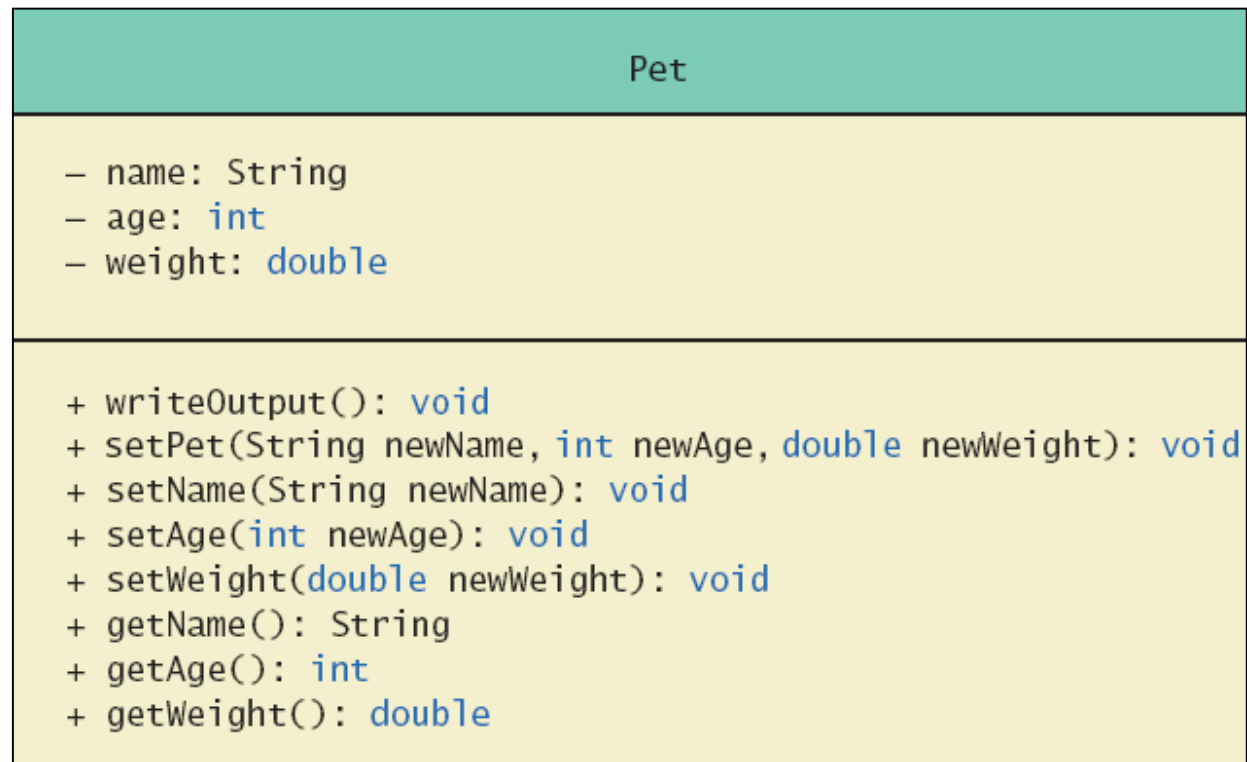 Pet
– name: String
– age: int
– weight: double
+ writeOutput(): void
+ setPet(String newName, int newAge, double newWeight): void
+ setName(String newName): void
+ setAge(int newAge): void
+ setWeight(double newWeight): void
+ getName(): String
+ getAge(): int
+ getWeight(): double